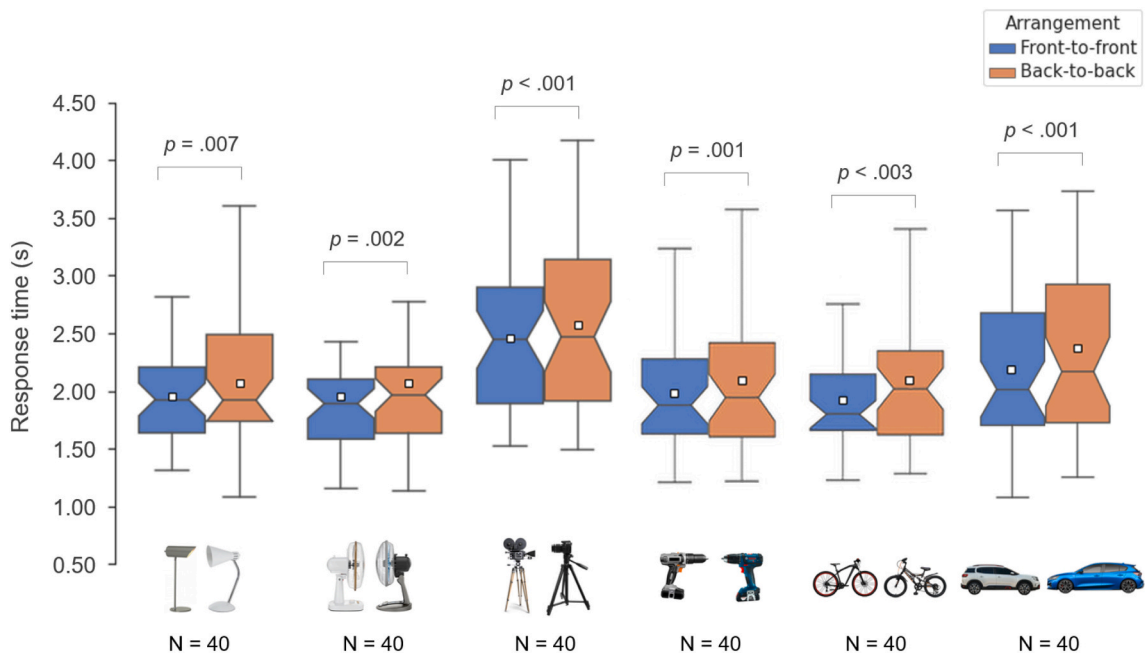 Arrangement
Front-to-front
Back-to-back
Response time (s)
4.50
4.00
3.50
3.00
2.50
2.00
1.50
1.00
0.50
p = .007
p = .002
p < .001
p = .001
p < .003
p < .001
N = 40
N = 40
N = 40
N = 40
N = 40
N = 40